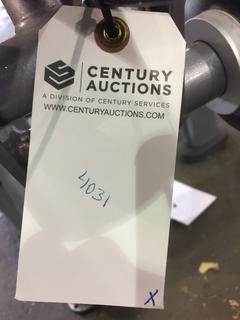 CENTURY
AUCTIONS
A DIVISION OF CENTURY SERVICES
WWW.CENTURYAUCTIONS.COM
4031
X